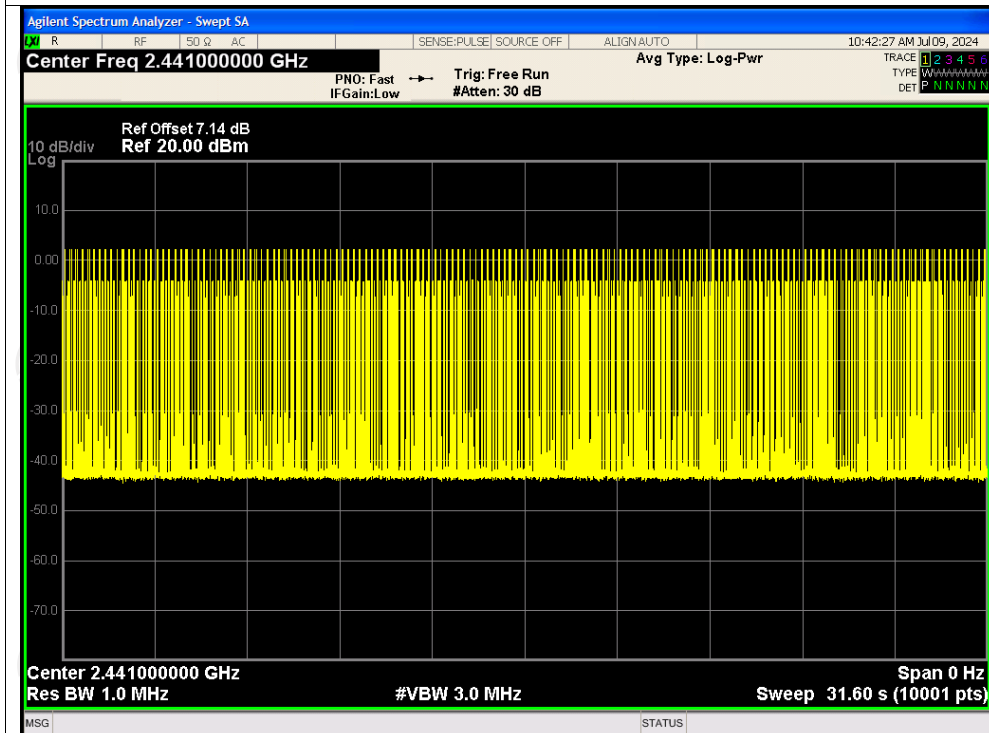 Agilent Spectrum Analyzer - Swept SA
LXI R RF 50 Ω AC SENSE:PULSE SOURCE OFF ALIGN AUTO 10:42:27 AM Jul 09, 2024
Center Freq 2.441000000 GHz Avg Type: Log-Pwr TRACE 1 2 3 4 5 6
PNO: Fast Trig: Free Run TYPE WWWWWW
IFGain:Low #Atten: 30 dB DET P N N N N N
Ref Offset 7.14 dB
10 dB/div Ref 20.00 dBm
Log
10.0
0.00
-10.0
-20.0
-30.0
-40.0
-50.0
-60.0
-70.0
Center 2.441000000 GHz Span 0 Hz
Res BW 1.0 MHz #VBW 3.0 MHz Sweep 31.60 s (10001 pts)
MSG STATUS